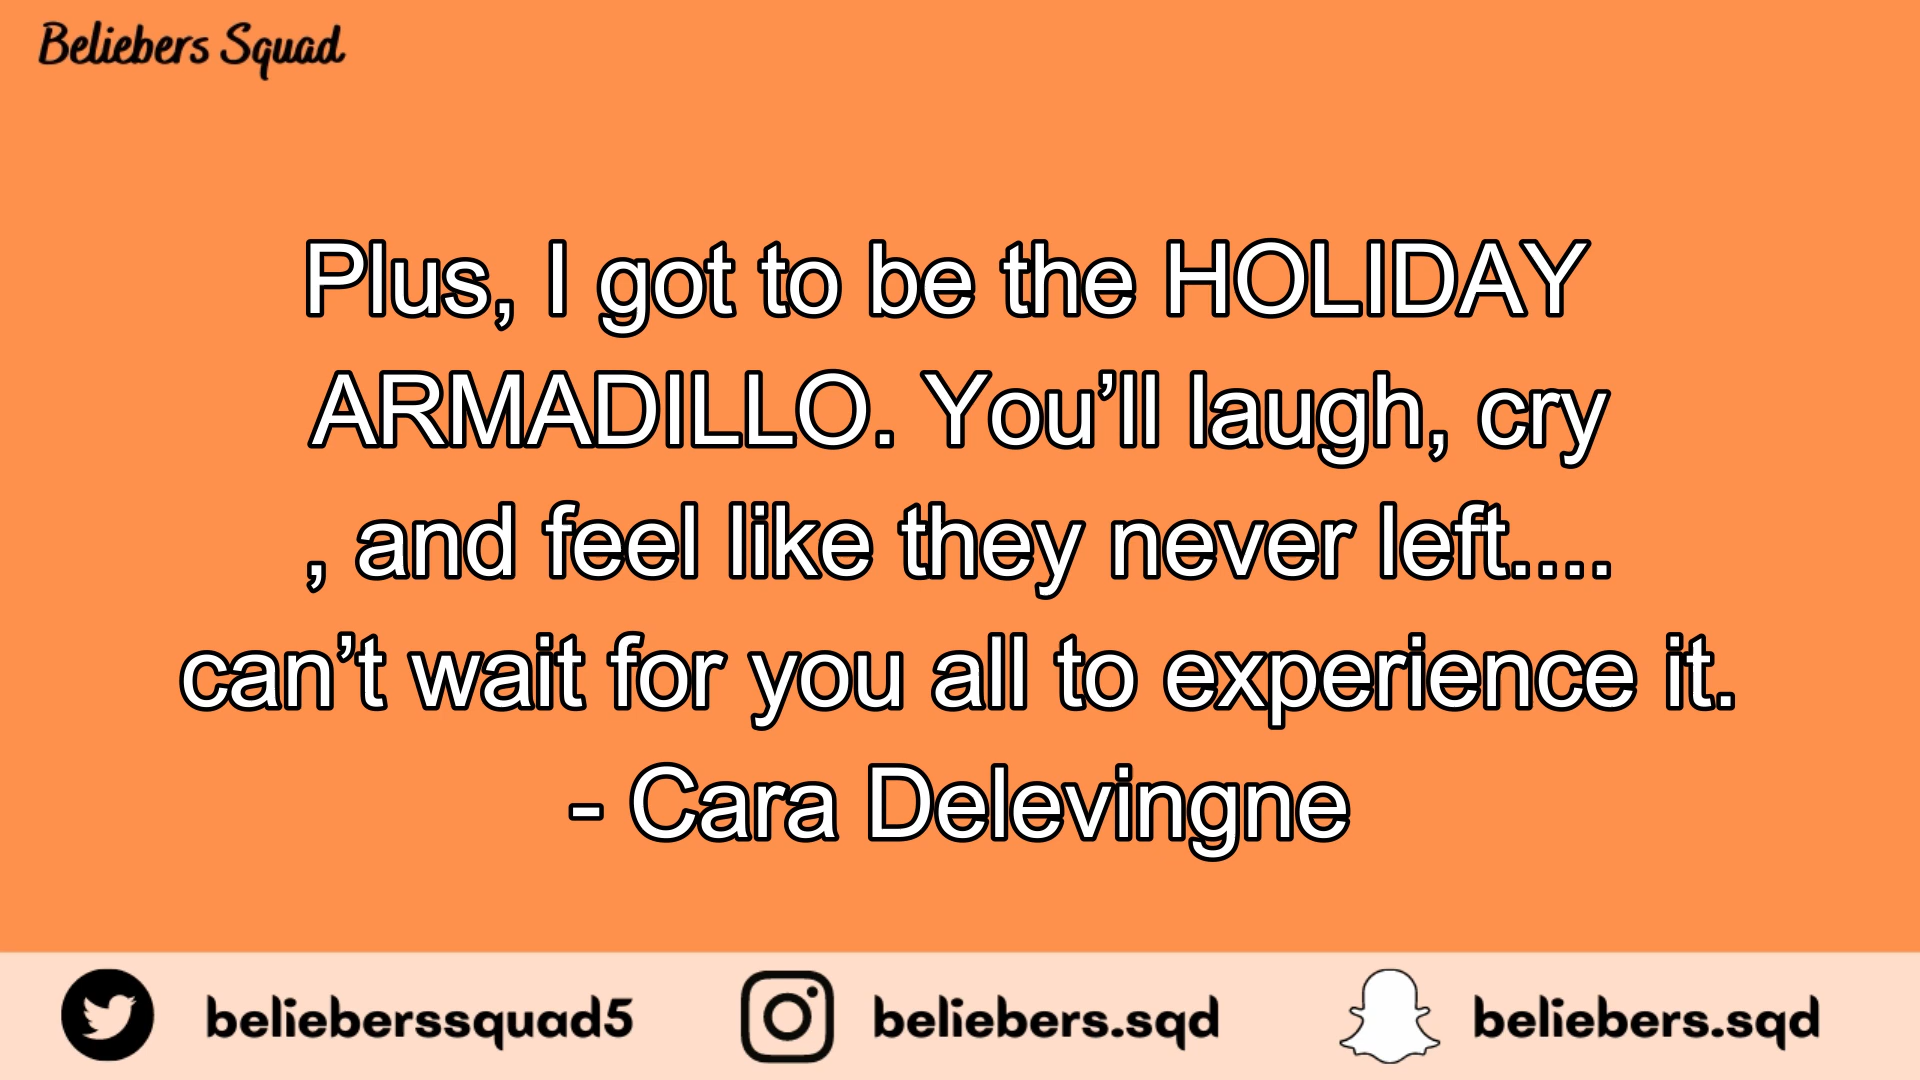 Beliebers Squad
Plus, I got to be the HOLIDAY
ARMADILLO. You’ll laugh, cry
, and feel like they never left....
can’t wait for you all to experience it.
- Cara Delevingne
belieberssquad5
beliebers.sqd
beliebers.sqd